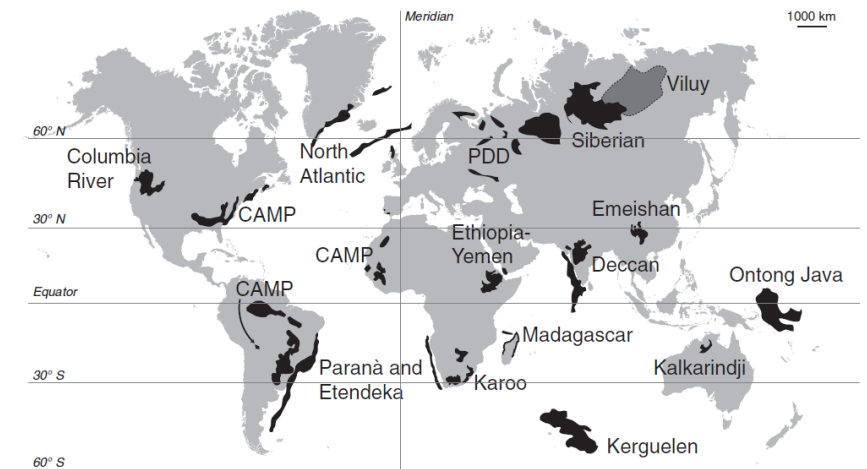 Meridian
1000 km
Viluy
60° N
Siberian
Columbia
River
North
Atlantic
PDD
CAMP
Emeishan
30° N
Ethiopia-
Yemen
CAMP
Deccan
Ontong Java
Equator
CAMP
Madagascar
Paranà and
Etendeka
Karoo
Kalkarindji
30° S
Kerguelen
60° S